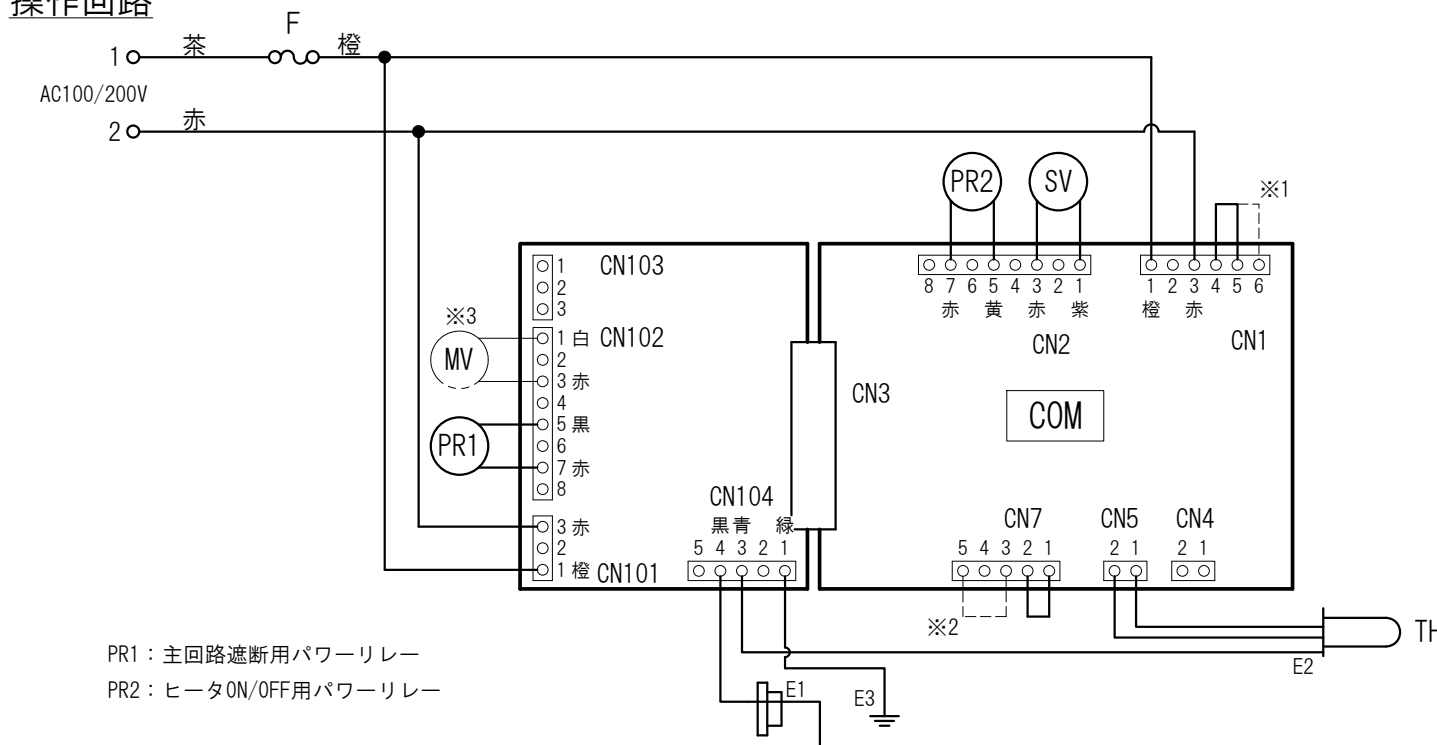 操作回路
F
1 茶 橙
AC100/200V
2 赤
PR2 SV
※1
8 7 6 5 4 3 2 1
赤 黄 赤 紫
CN2
1 2 3 4 5 6
橙 赤
CN1
1 CN103
2
3
※3
MV
1 白 CN102
2
3 赤
4
PR1
5 黒
6
7 赤
8
CN3
COM
3 赤
2
1 橙 CN101
CN104
黒 青 緑
5 4 3 2 1
CN7
5 4 3 2 1
※2
CN5
2 1
CN4
2 1
TH
E2
E1
E3
PR1：主回路遮断用パワーリレー
PR2：ヒータON/OFF用パワーリレー